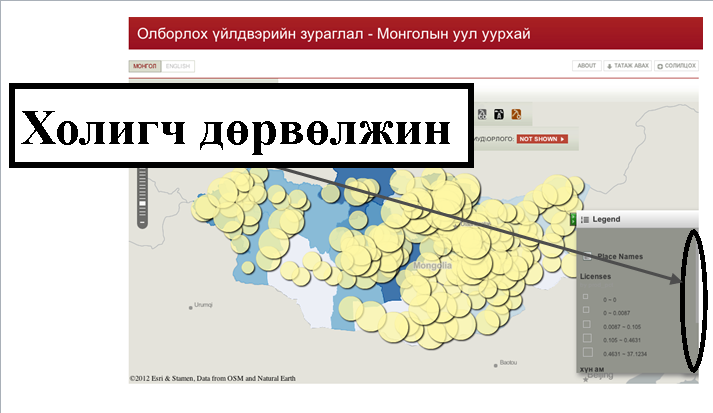 Олборлох үйлдвэрийн зураглал - Монголын уул уурхай
МОНГОЛ ENGLISH
ABOUT ТАТАЖ АВАХ СОЛИЛЦОХ
Холигч дөрвөлжин
ОРЛОГО: NOT SHOWN
Legend
Place Names
Licenses
0 ~ 0
0 ~ 0.0087
0.0087 ~ 0.105
0.105 ~ 0.4631
0.4631 ~ 37.1234
ХҮН АМ
Mongolia
Urumqi
Baotou
Beijing
©2012 Esri & Stamen, Data from OSM and Natural Earth